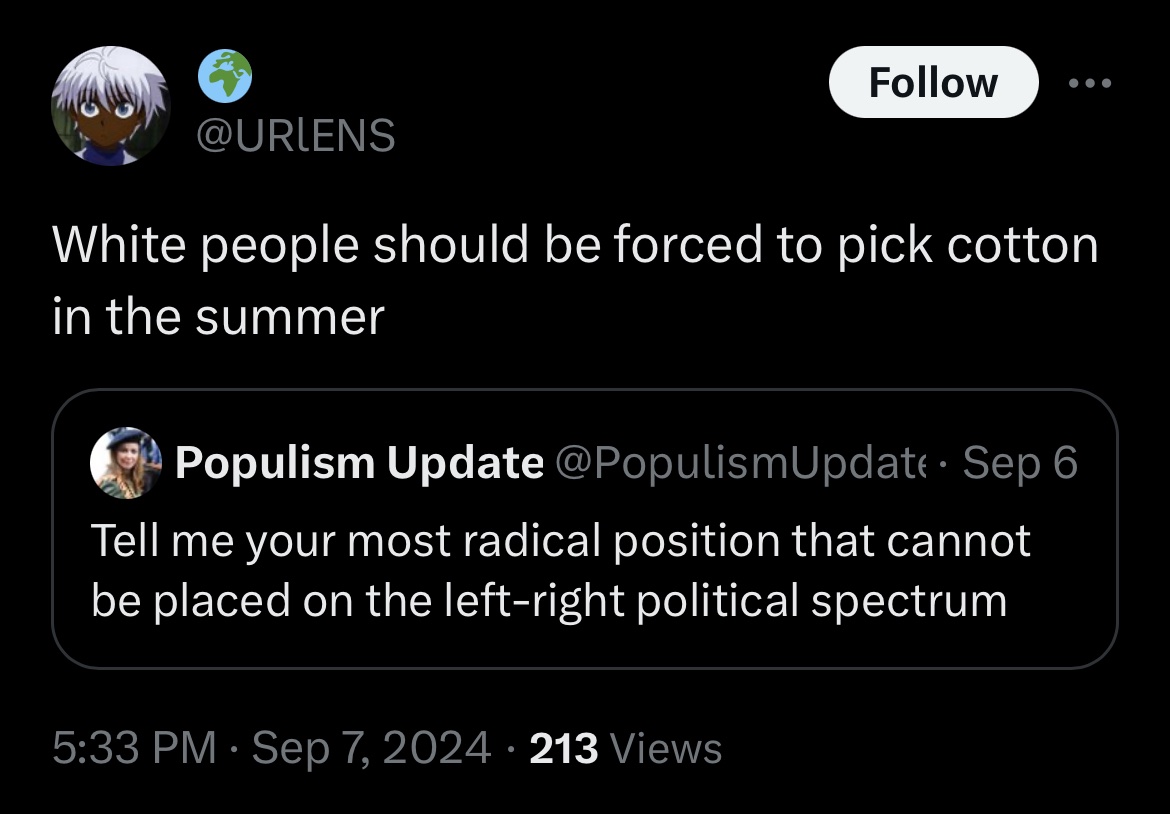 Follow
@URlENS
White people should be forced to pick cotton
in the summer
Populism Update @PopulismUpdate · Sep 6
Tell me your most radical position that cannot
be placed on the left-right political spectrum
5:33 PM · Sep 7, 2024 · 213 Views